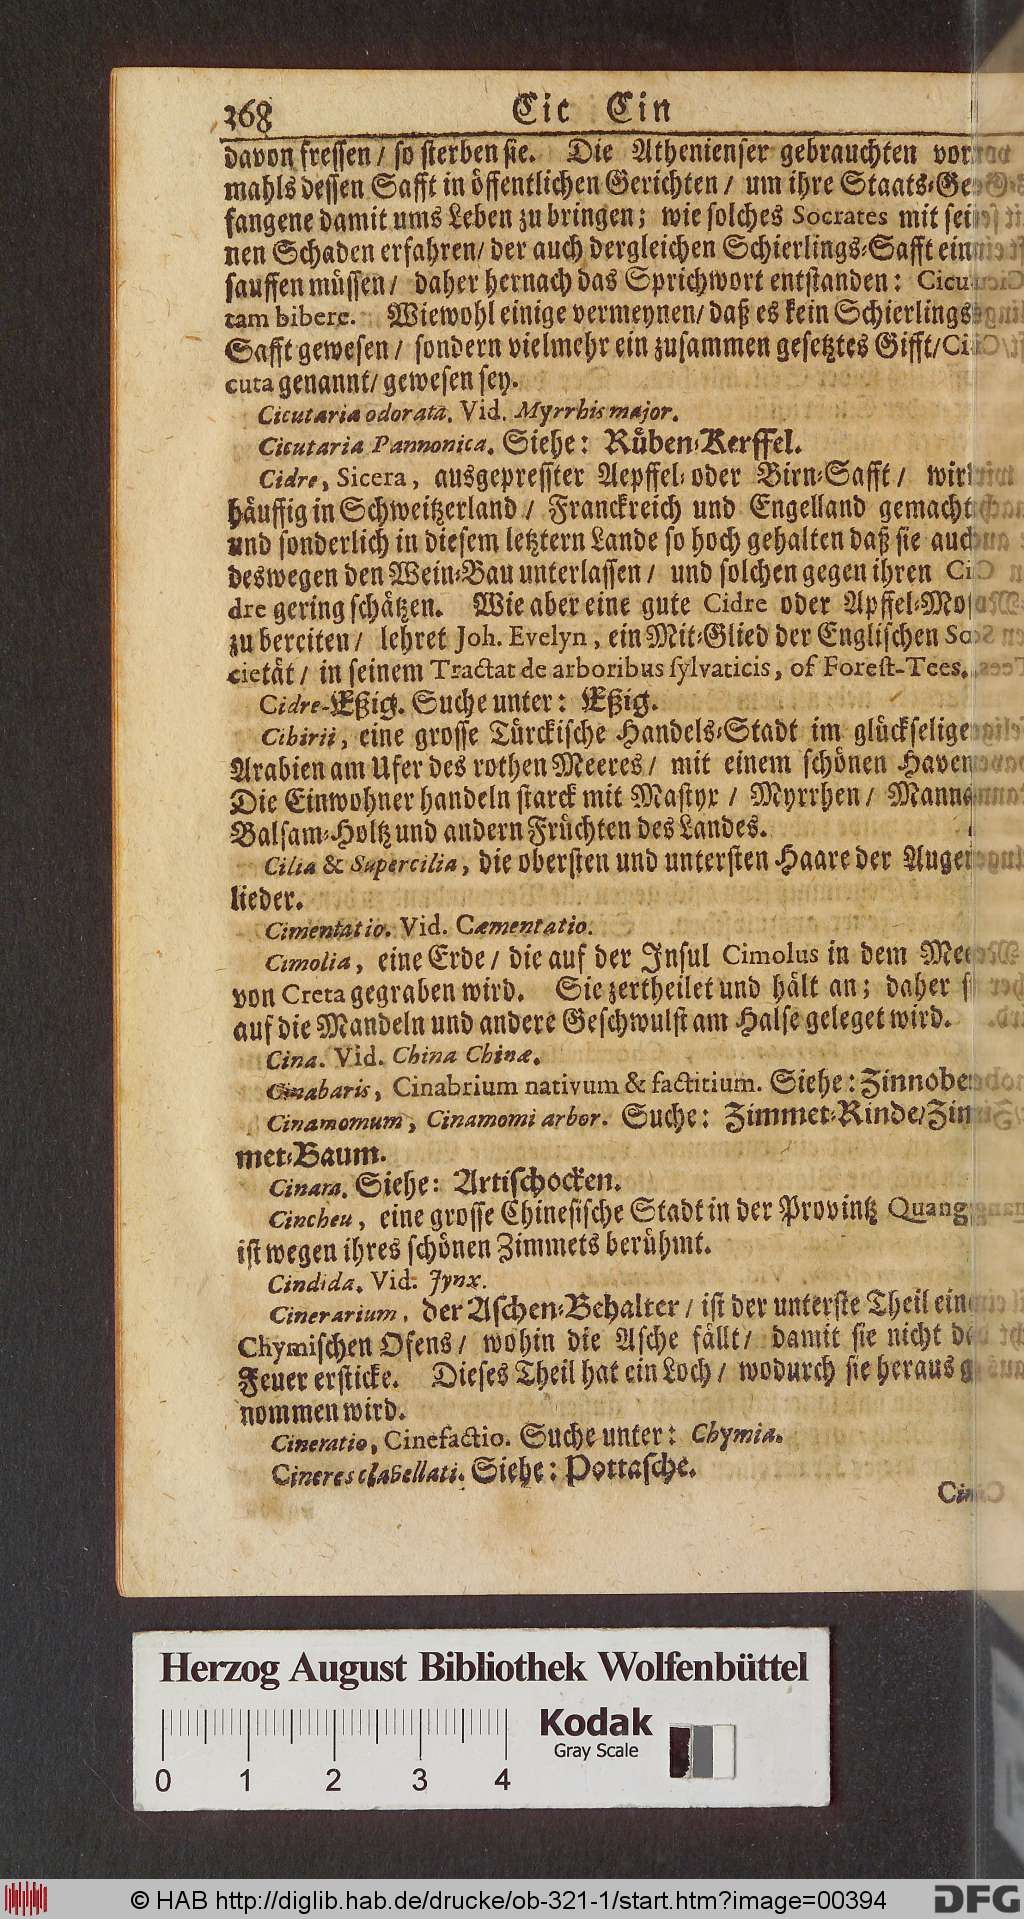 368 Cic Cin
davon fressen / so sterben sie. Die Athenienser gebrauchten vor-
mahls dessen Safft in öffentlichen Gerichten / um ihre Staats-Ge-
fangene damit ums Leben zu bringen; wie solches Socrates mit sei-
nen Schaden erfahren/ der auch dergleichen Schierlings-Safft ein
sauffen müssen / daher hernach das Sprichwort entstanden: Cicu-
tam bibere. Wiewohl einige vermeynen/ daß es kein Schierlings-
Safft gewesen / sondern vielmehr ein zusammen gesetztes Gifft/ Ci-
cuta genannt/ gewesen sey.
Cicutaria odorata. Vid. Myrrhis major.
Cicutaria Pannonica. Siehe: Rüben-Kerffel.
Cidre, Sicera, ausgepresster Aepffel- oder Birn-Safft / wird
häuffig in Schweitzerland / Franckreich und Engelland gemacht
und sonderlich in diesem letztern Lande so hoch gehalten daß sie auch
deswegen den Wein-Bau unterlassen / und solchen gegen ihren Ci-
dre gering schätzen. Wie aber eine gute Cidre oder Apffel-Most
zu bereiten / lehret Joh. Evelyn, ein Mit-Glied der Englischen So-
cietät / in seinem Tractat de arboribus sylvaticis, of Forest-Tees.
Cidre-Eßig. Suche unter: Eßig.
Cibirii, eine grosse Türckische Handels-Stadt im glückseligen
Arabien am Ufer des rothen Meeres / mit einem schönen Haven
Die Einwohner handeln starck mit Mastyx / Myrrhen / Manna
Balsam-Holtz und andern Früchten des Landes.
Cilia & Supercilia, die obersten und untersten Haare der Augen-
lieder.
Cimentatio. Vid. Cæmentatio.
Cimolia, eine Erde / die auf der Insul Cimolus in dem Meer
von Creta gegraben wird. Sie zertheilet und hält an; daher sie
auf die Mandeln und andere Geschwulst am Halse geleget wird.
Cina. Vid. China Chinæ.
Cinabaris, Cinabrium nativum & factitium. Siehe: Zinnober
Cinamomum, Cinamomi arbor. Suche: Zimmet-Rinde/ Zim-
met-Baum.
Cinara. Siehe: Artischocken.
Cincheu, eine grosse Chinesische Stadt in der Provintz Quang
ist wegen ihres schönen Zimmets berühmt.
Cindida. Vid. Jynx.
Cinerarium, der Aschen-Behalter / ist der unterste Theil eines
Chymischen Ofens / wohin die Asche fällt / damit sie nicht das
Feuer ersticke. Dieses Theil hat ein Loch / wodurch sie heraus ge-
nommen wird.
Cineratio, Cinefactio. Suche unter: Chymia.
Cineres clabellati. Siehe: Pottasche.
Herzog August Bibliothek Wolfenbüttel
Kodak
Gray Scale
0 1 2 3 4
© HAB http://diglib.hab.de/drucke/ob-321-1/start.htm?image=00394
DFG